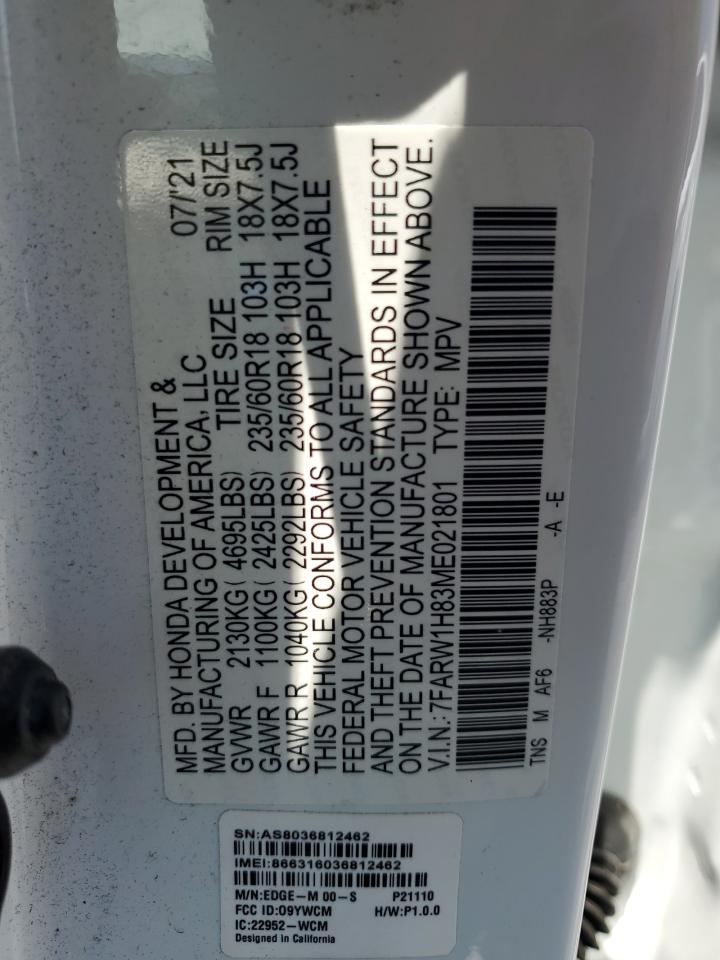 MFD. BY HONDA DEVELOPMENT & 07/'21
MANUFACTURING OF AMERICA, LLC
GVWR 2130KG( 4695LBS) TIRE SIZE RIM SIZE
GAWR F 1100KG( 2425LBS) 235/60R18 103H 18X7.5J
GAWR R 1040KG( 2292LBS) 235/60R18 103H 18X7.5J
THIS VEHICLE CONFORMS TO ALL APPLICABLE
FEDERAL MOTOR VEHICLE SAFETY
AND THEFT PREVENTION STANDARDS IN EFFECT
ON THE DATE OF MANUFACTURE SHOWN ABOVE.
V.I.N.: 7FARW1H83ME021801 TYPE: MPV
TNS M AF6 -NH883P -A -E
SN:AS8036812462
IMEI:866316036812462
M/N:EDGE-M 00-S P21110
FCC ID:O9YWCM H/W:P1.0.0
IC:22952-WCM
Designed in California